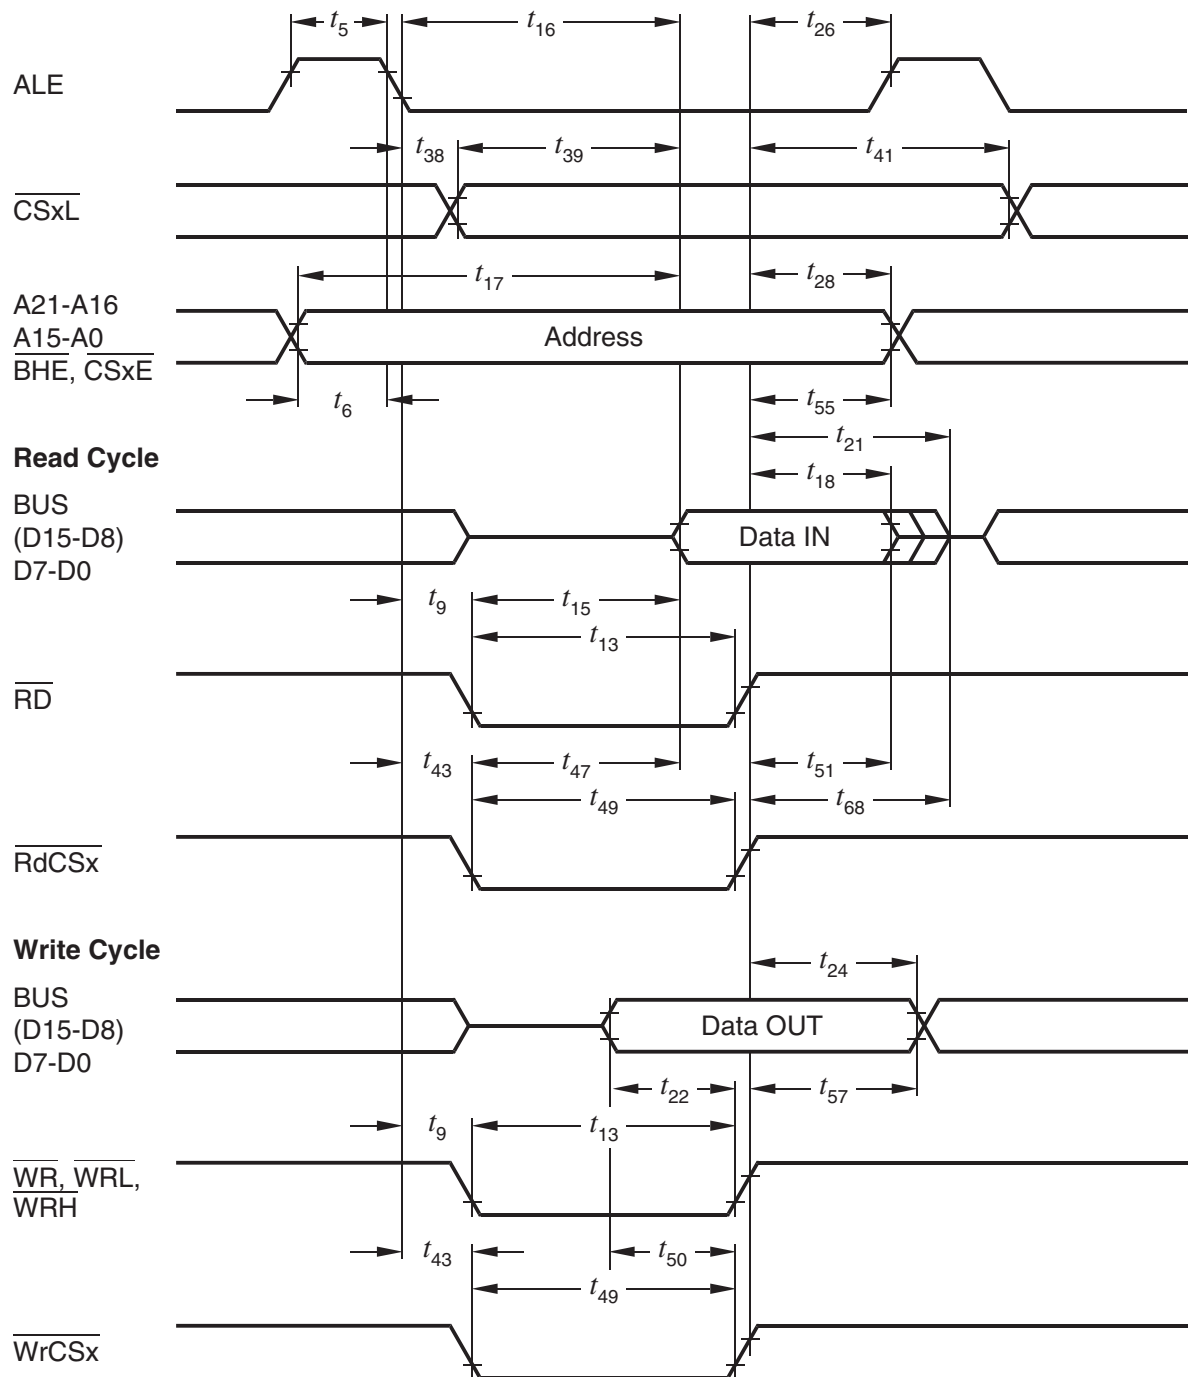 t5
t16
t26
ALE
t38
t39
t41
CSxL
t17
t28
A21-A16
A15-A0
BHE, CSxE
Address
t6
t55
t21
Read Cycle
t18
BUS
(D15-D8)
D7-D0
Data IN
t9
t15
t13
RD
t43
t47
t51
t49
t68
RdCSx
Write Cycle
t24
BUS
(D15-D8)
D7-D0
Data OUT
t22
t57
t9
t13
WR, WRL,
WRH
t43
t50
t49
WrCSx